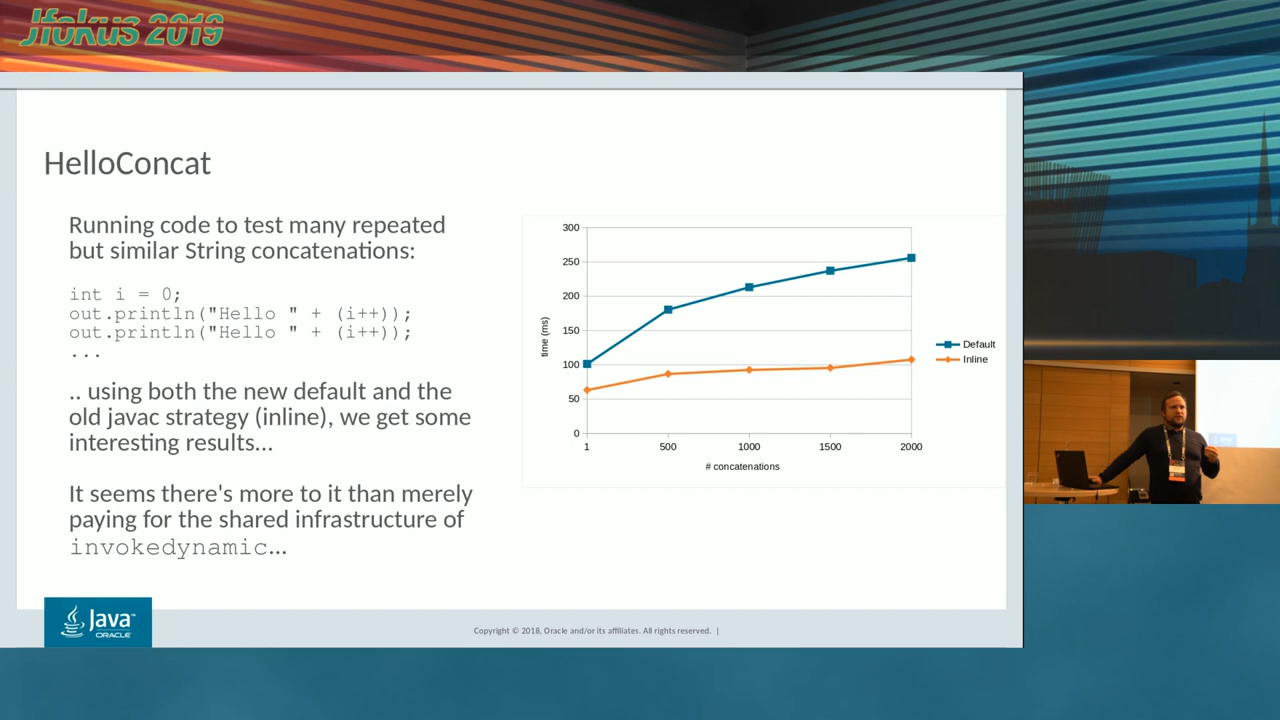 Jfokus 2019
HelloConcat
Running code to test many repeated
but similar String concatenations:
int i = 0;
out.println("Hello " + (i++));
out.println("Hello " + (i++));
...
.. using both the new default and the
old javac strategy (inline), we get some
interesting results...
It seems there's more to it than merely
paying for the shared infrastructure of
invokedynamic...
300
250
200
150
100
50
0
time (ms)
1 500 1000 1500 2000
# concatenations
Default
Inline
Java™
ORACLE
Copyright © 2018, Oracle and/or its affiliates. All rights reserved. |